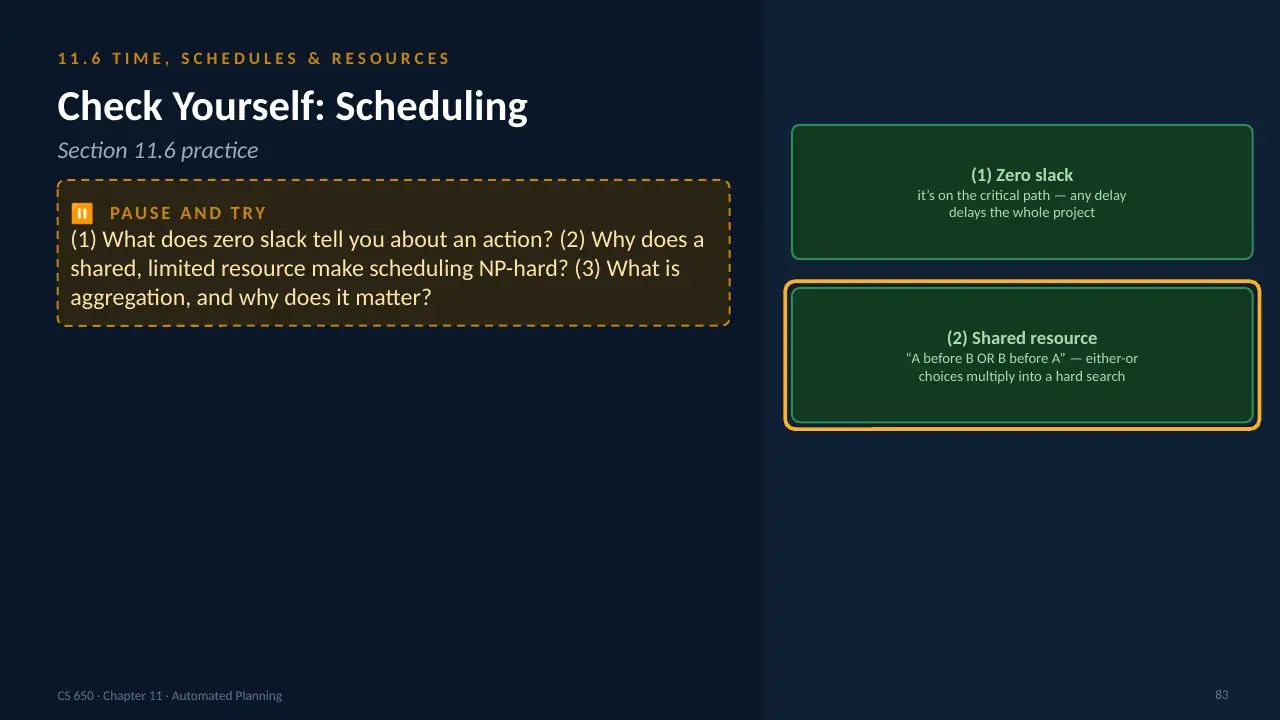 11.6 TIME, SCHEDULES & RESOURCES
Check Yourself: Scheduling
Section 11.6 practice
⏸ PAUSE AND TRY
(1) What does zero slack tell you about an action? (2) Why does a
shared, limited resource make scheduling NP-hard? (3) What is
aggregation, and why does it matter?
(1) Zero slack
it’s on the critical path — any delay
delays the whole project
(2) Shared resource
“A before B OR B before A” — either-or
choices multiply into a hard search
CS 650 · Chapter 11 · Automated Planning
83